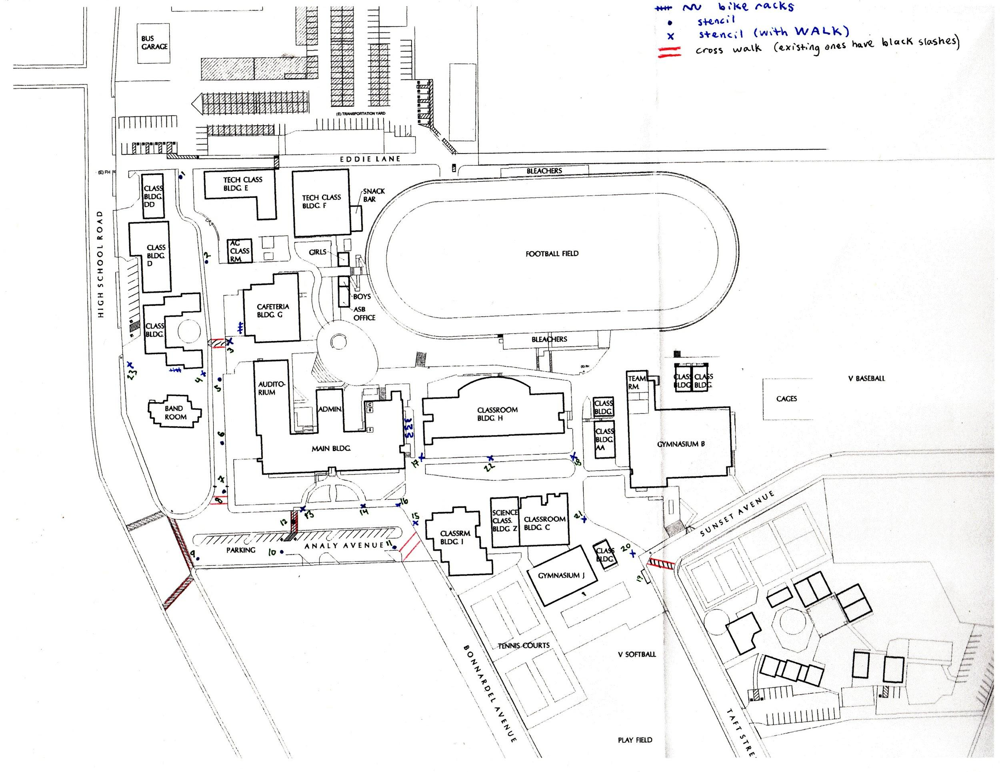 bike racks
stencil
x stencil (with WALK)
cross walk (existing ones have black slashes)
BUS
GARAGE
(E) TRANSPORTATION YARD
EDDIE LANE
(E) FH
1
BLEACHERS
CLASS
BLDG.
DD
TECH CLASS
BLDG. E
TECH CLASS
BLDG. F
SNACK
BAR
HIGH SCHOOL ROAD
CLASS
BLDG.
D
2
AG
CLASS
RM.
GIRLS
FOOTBALL FIELD
BOYS
ASB
OFFICE
CAFETERIA
BLDG. G
CLASS
BLDG.
3
BLEACHERS
23
4
5
AUDITO-
RIUM
ADMIN.
(E) FH
TEAM
RM.
CLASS
BLDG.
CLASS
BLDG.
V BASEBALL
CAGES
BAND
ROOM
CLASSROOM
BLDG. H
CLASS
BLDG.
CLASS
BLDG.
AA
GYMNASIUM B
6
MAIN BLDG.
17
22
18
7
8
12
13
14
16
15
SCIENCE
CLASS.
BLDG. Z
CLASSROOM
BLDG. C
21
SUNSET AVENUE
CLASSRM.
BLDG. I
PARKING
ANALY AVENUE
9
10
11
CLASS
BLDG.
20
19
GYMNASIUM J
TENNIS COURTS
V SOFTBALL
BONNARDEL AVENUE
PLAY FIELD
TAFT STRE